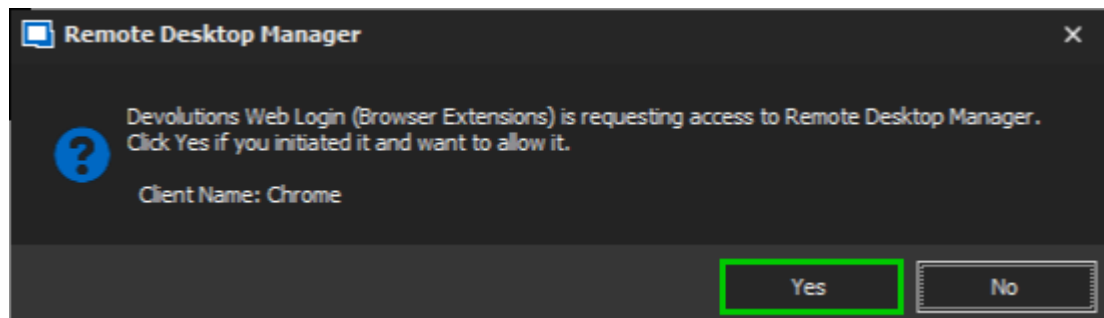 Remote Desktop Manager
Devolutions Web Login (Browser Extensions) is requesting access to Remote Desktop Manager.
Click Yes if you initiated it and want to allow it.
Client Name: Chrome
Yes No